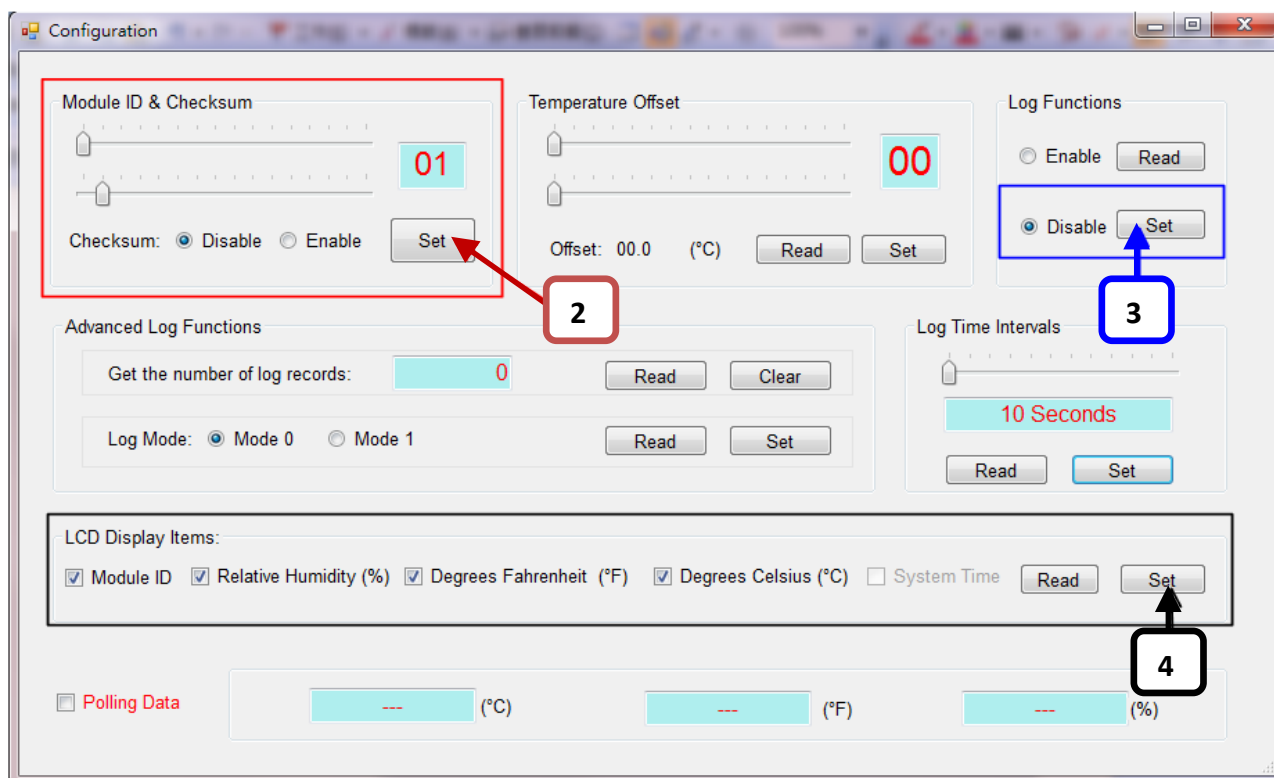 Configuration
Module ID & Checksum
01
Checksum: Disable Enable Set
2
Temperature Offset
00
Offset: 00.0 (°C) Read Set
Log Functions
Enable Read
Disable Set
3
Advanced Log Functions
Get the number of log records: 0 Read Clear
Log Mode: Mode 0 Mode 1 Read Set
Log Time Intervals
10 Seconds
Read Set
LCD Display Items:
Module ID Relative Humidity (%) Degrees Fahrenheit (°F) Degrees Celsius (°C) System Time Read Set
4
Polling Data --- (°C) --- (°F) --- (%)